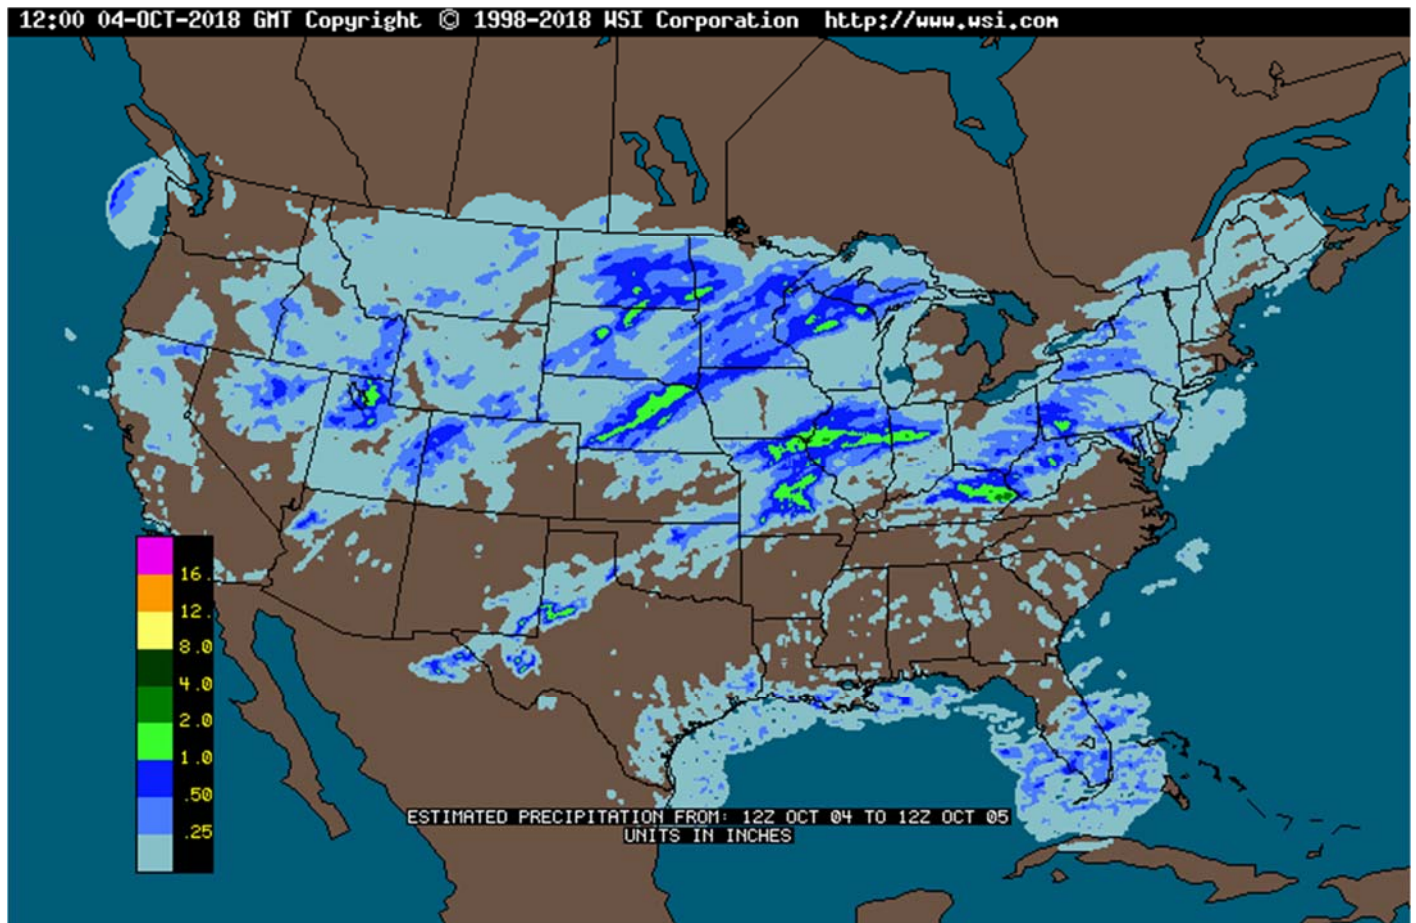 12:00 04-OCT-2018 GMT Copyright © 1998-2018 WSI Corporation http://www.wsi.com
16.
12.
8.0
4.0
2.0
1.0
.50
.25
ESTIMATED PRECIPITATION FROM: 12Z OCT 04 TO 12Z OCT 05
UNITS IN INCHES